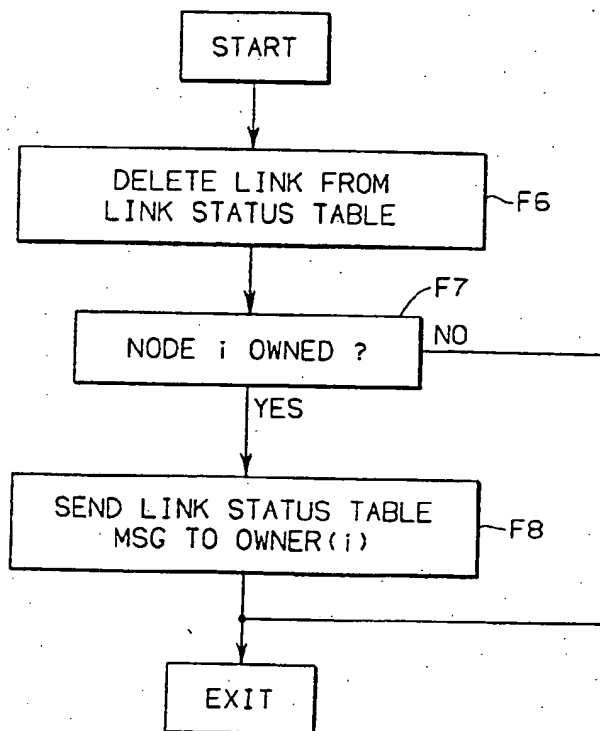 START
DELETE LINK FROM
LINK STATUS TABLE
F6
F7
NODE i OWNED ?
NO
YES
SEND LINK STATUS TABLE
MSG TO OWNER(i)
F8
EXIT